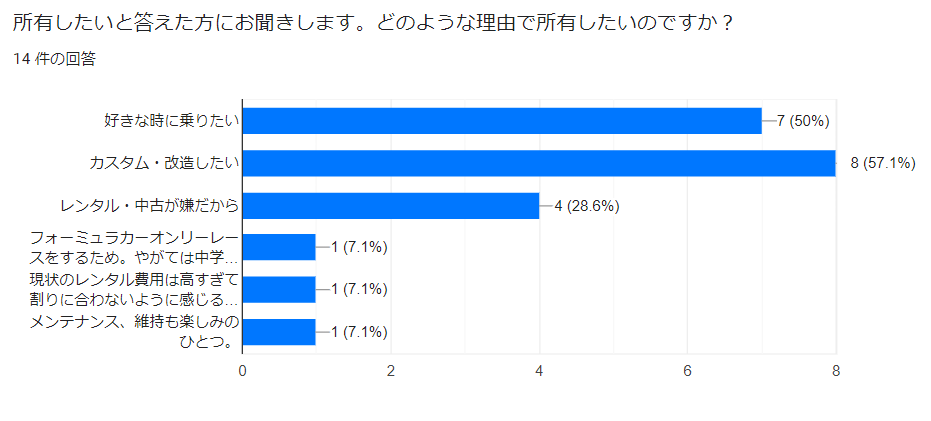 所有したいと答えた方にお聞きします。どのような理由で所有したいのですか？
14 件の回答
好きな時に乗りたい
7 (50%)
カスタム・改造したい
8 (57.1%)
レンタル・中古が嫌だから
4 (28.6%)
フォーミュラカーオンリーレー
スをするため。やがては中学…
1 (7.1%)
現状のレンタル費用は高すぎて
割りに合わないように感じる…
1 (7.1%)
メンテナンス、維持も楽しみの
ひとつ。
1 (7.1%)
0
2
4
6
8